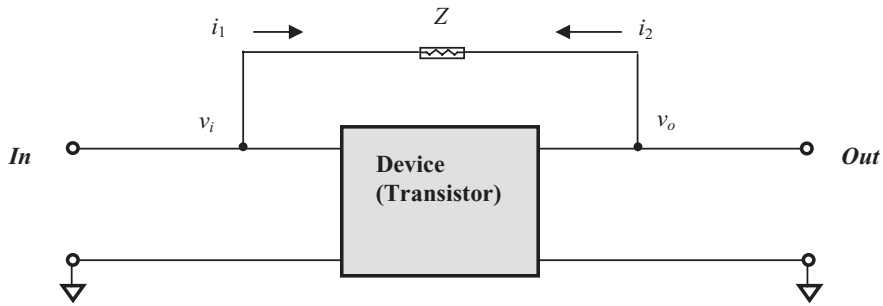 i₁
Z
i₂
vᵢ
vₒ
In
Device
(Transistor)
Out